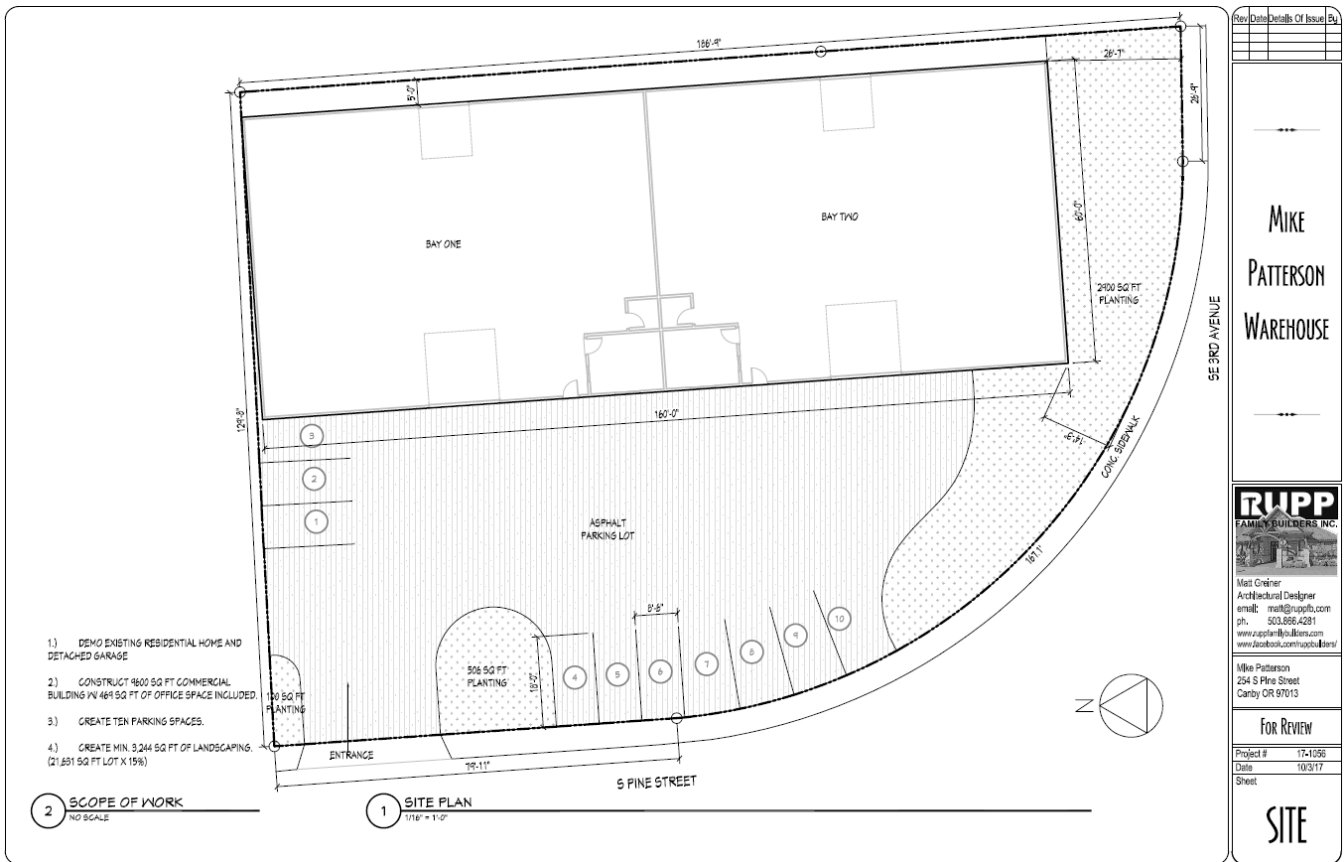 186'-9"
26'-7"
5'-0"
26'-9"
BAY ONE
BAY TWO
60'-0"
2900 SQ FT
PLANTING
SE 3RD AVENUE
129'-8"
160'-0"
14'-3"
CONC. SIDEWALK
3
2
1
ASPHALT
PARKING LOT
167.1'
8'-8"
18'-0"
4
5
6
7
8
9
10
PLANTING
PLANTING
ENTRANCE
79'-11"
S PINE STREET
1.) DEMO EXISTING RESIDENTIAL HOME AND
DETACHED GARAGE
2.) CONSTRUCT 9600 SQ FT COMMERCIAL
BUILDING W/ 469 SQ FT OF OFFICE SPACE INCLUDED.
3.) CREATE TEN PARKING SPACES.
4.) CREATE MIN. 3,244 SQ FT OF LANDSCAPING.
(21,631 SQ FT LOT X 15%)
2 SCOPE OF WORK
NO SCALE
1 SITE PLAN
1/16" = 1'-0"
N
Rev Date Details Of Issue By
MIKE
PATTERSON
WAREHOUSE
RUPP
FAMILY BUILDERS INC.
Matt Greiner
Architectural Designer
email: matt@ruppfb.com
ph. 503.866.4281
www.ruppfamilybuilders.com
www.facebook.com/ruppbuilders/
Mike Patterson
254 S Pine Street
Canby OR 97013
FOR REVIEW
Project # 17-1056
Date 10/3/17
Sheet
SITE